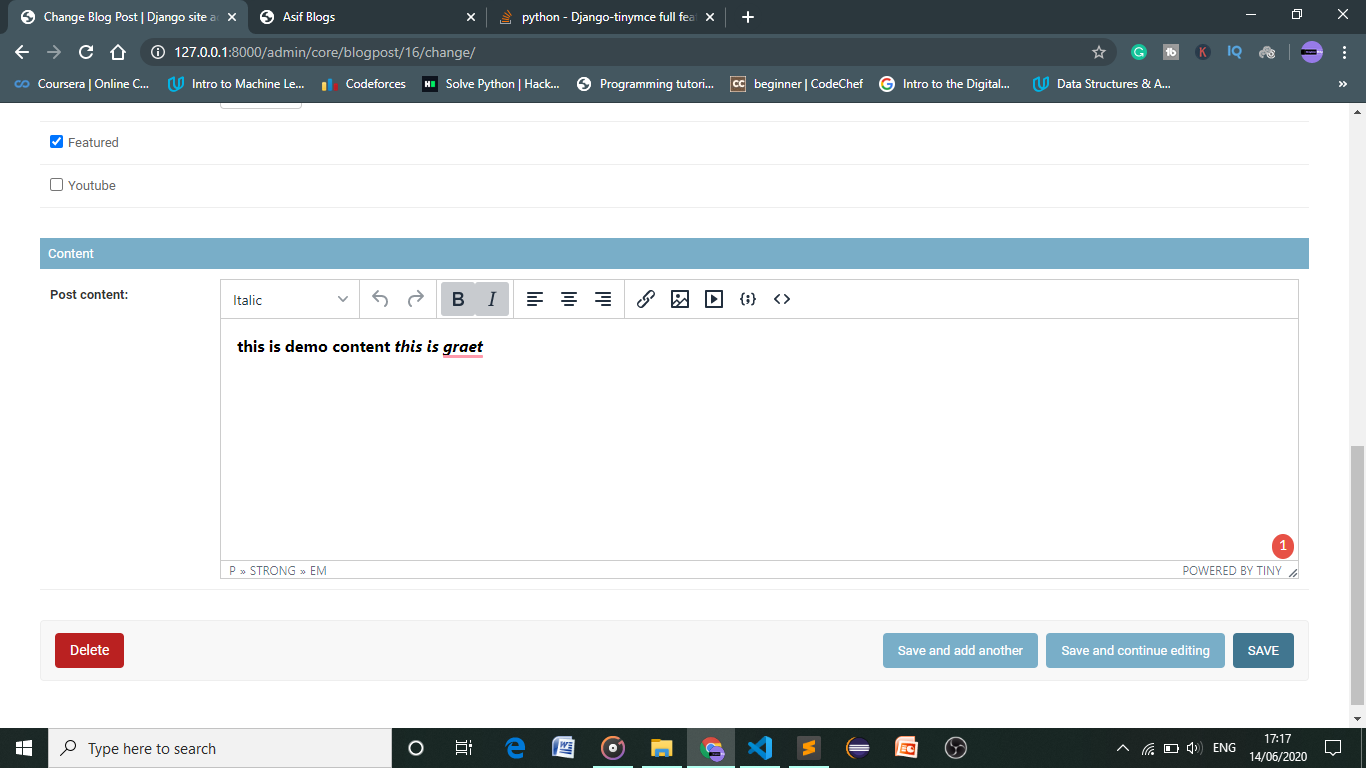 Change Blog Post | Django site a
Asif Blogs
python - Django-tinymce full fea
127.0.0.1:8000/admin/core/blogpost/16/change/
Coursera | Online C...
Intro to Machine Le...
Codeforces
Solve Python | Hack...
Programming tutori...
CC beginner | CodeChef
Intro to the Digital...
Data Structures & A...
Featured
Youtube
Content
Post content:
Italic
B I
this is demo content this is graet
1
P » STRONG » EM
POWERED BY TINY
Delete
Save and add another
Save and continue editing
SAVE
Type here to search
ENG
17:17
14/06/2020